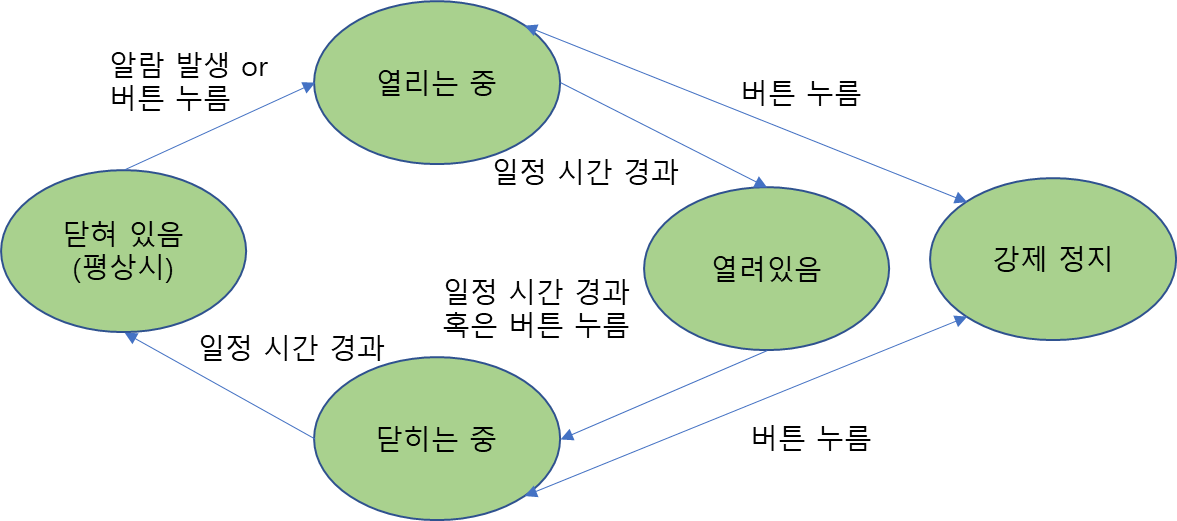 알람 발생 or
버튼 누름
열리는 중
버튼 누름
일정 시간 경과
닫혀 있음
(평상시)
열려있음
강제 정지
일정 시간 경과
혹은 버튼 누름
일정 시간 경과
닫히는 중
버튼 누름